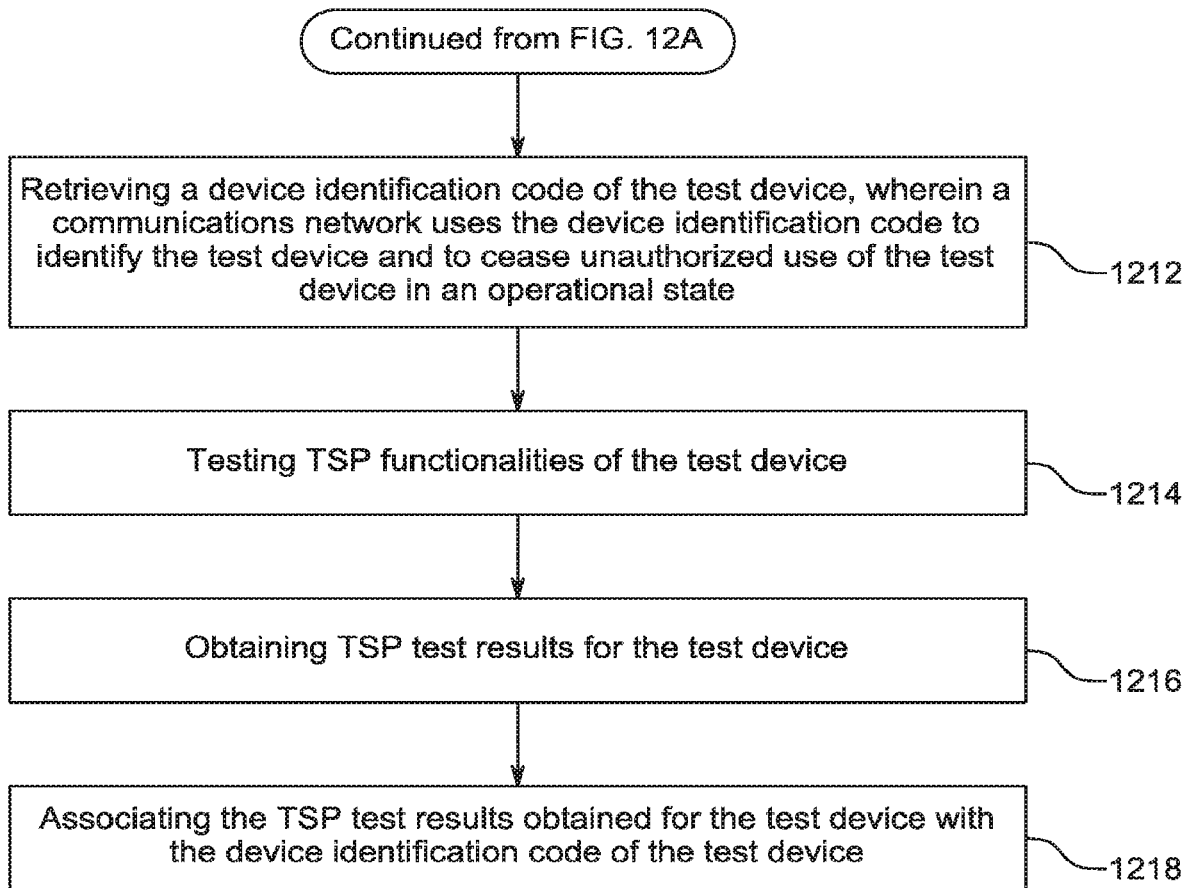 Continued from FIG. 12A
Retrieving a device identification code of the test device, wherein a
communications network uses the device identification code to
identify the test device and to cease unauthorized use of the test
device in an operational state
1212
Testing TSP functionalities of the test device
1214
Obtaining TSP test results for the test device
1216
Associating the TSP test results obtained for the test device with
the device identification code of the test device
1218